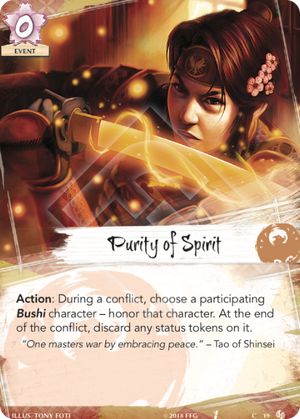 0
EVENT
Purity of Spirit
Action: During a conflict, choose a participating
Bushi character – honor that character. At the
end of the conflict, discard any status tokens on it.
“One masters war by embracing peace.” – Tao of Shinsei
ILLUS. TONY FOTI © 2018 FFG C 19